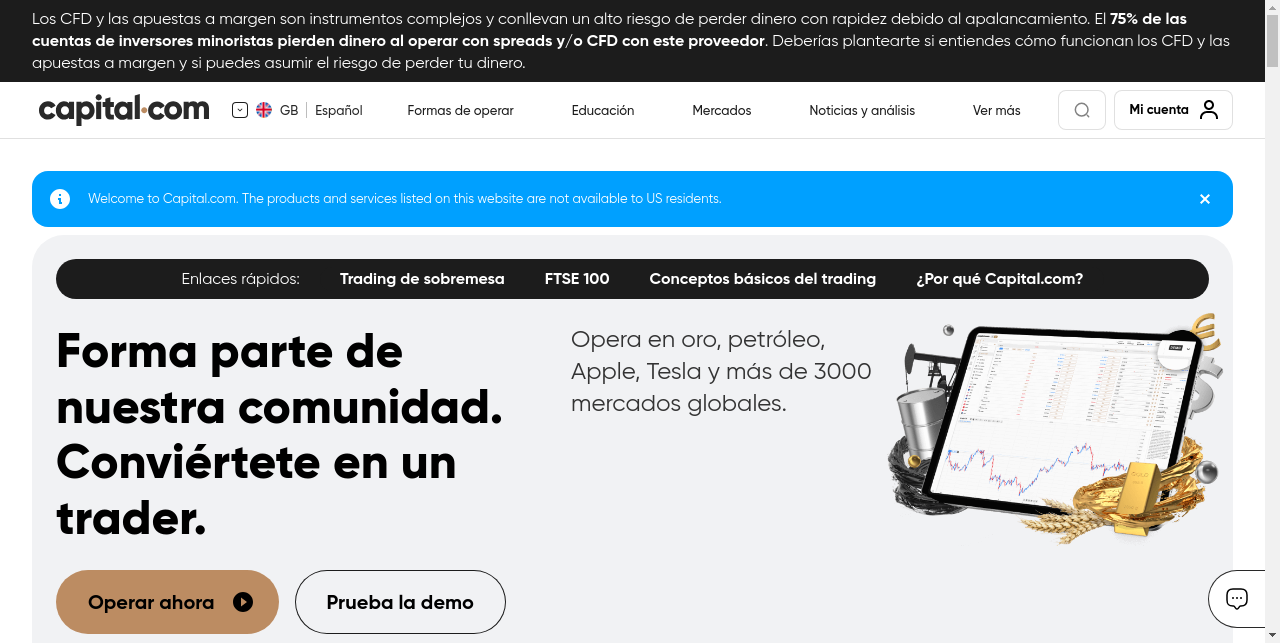 Los CFD y las apuestas a margen son instrumentos complejos y conllevan un alto riesgo de perder dinero con rapidez debido al apalancamiento. El 75% de las
cuentas de inversores minoristas pierden dinero al operar con spreads y/o CFD con este proveedor. Deberías plantearte si entiendes cómo funcionan los CFD y las
apuestas a margen y si puedes asumir el riesgo de perder tu dinero.
capital.com
GB
Español
Formas de operar
Educación
Mercados
Noticias y análisis
Ver más
Mi cuenta
Welcome to Capital.com. The products and services listed on this website are not available to US residents.
Enlaces rápidos:
Trading de sobremesa
FTSE 100
Conceptos básicos del trading
¿Por qué Capital.com?
Forma parte de
nuestra comunidad.
Conviértete en un
trader.
Opera en oro, petróleo,
Apple, Tesla y más de 3000
mercados globales.
Operar ahora
Prueba la demo